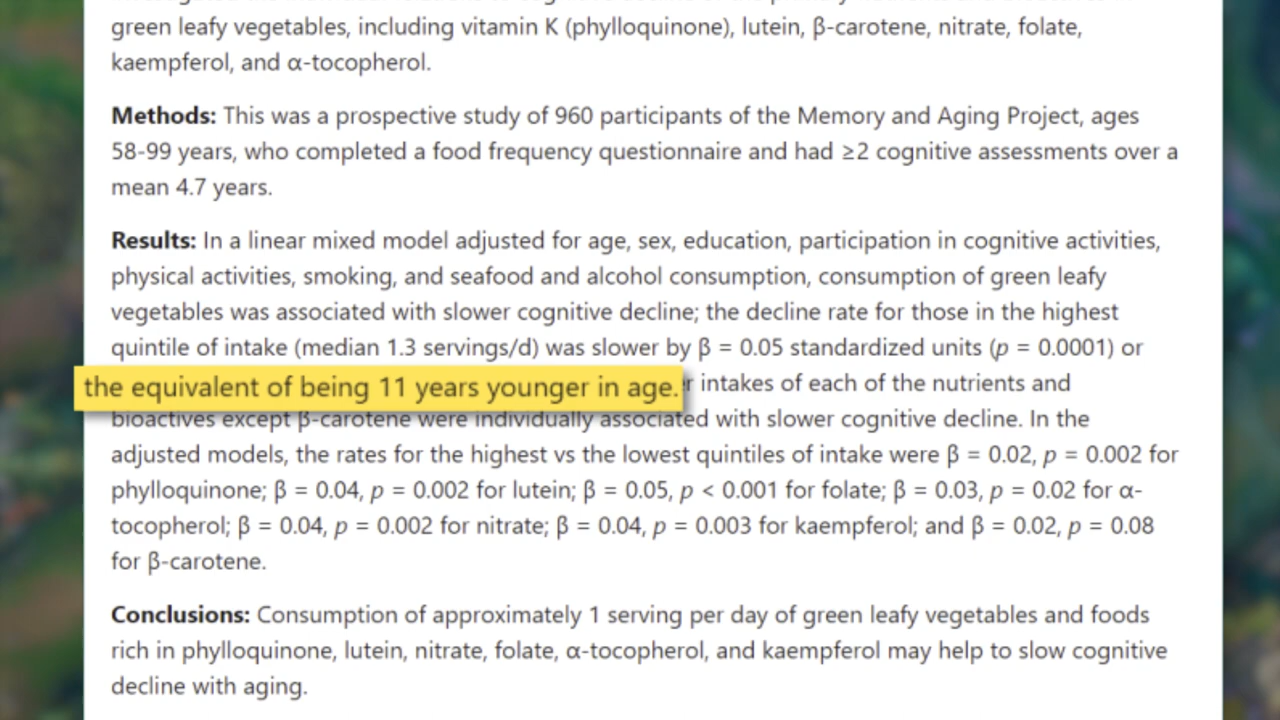 green leafy vegetables, including vitamin K (phylloquinone), lutein, β-carotene, nitrate, folate,
kaempferol, and α-tocopherol.
Methods: This was a prospective study of 960 participants of the Memory and Aging Project, ages
58-99 years, who completed a food frequency questionnaire and had ≥2 cognitive assessments over a
mean 4.7 years.
Results: In a linear mixed model adjusted for age, sex, education, participation in cognitive activities,
physical activities, smoking, and seafood and alcohol consumption, consumption of green leafy
vegetables was associated with slower cognitive decline; the decline rate for those in the highest
quintile of intake (median 1.3 servings/d) was slower by β = 0.05 standardized units (p = 0.0001) or
the equivalent of being 11 years younger in age. intakes of each of the nutrients and
bioactives except β-carotene were individually associated with slower cognitive decline. In the
adjusted models, the rates for the highest vs the lowest quintiles of intake were β = 0.02, p = 0.002 for
phylloquinone; β = 0.04, p = 0.002 for lutein; β = 0.05, p < 0.001 for folate; β = 0.03, p = 0.02 for α-
tocopherol; β = 0.04, p = 0.002 for nitrate; β = 0.04, p = 0.003 for kaempferol; and β = 0.02, p = 0.08
for β-carotene.
Conclusions: Consumption of approximately 1 serving per day of green leafy vegetables and foods
rich in phylloquinone, lutein, nitrate, folate, α-tocopherol, and kaempferol may help to slow cognitive
decline with aging.